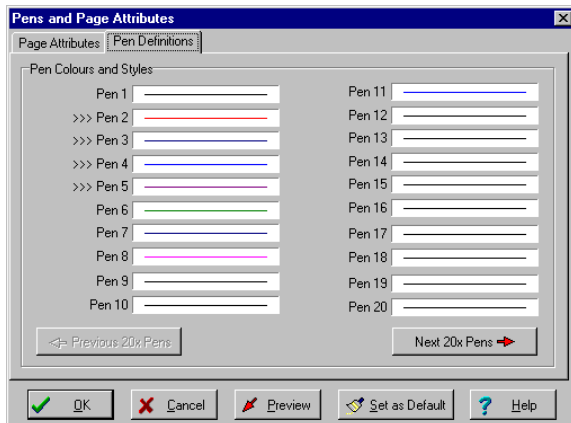 Pens and Page Attributes
Page Attributes Pen Definitions
Pen Colours and Styles
Pen 1
>>> Pen 2
>>> Pen 3
>>> Pen 4
>>> Pen 5
Pen 6
Pen 7
Pen 8
Pen 9
Pen 10
Pen 11
Pen 12
Pen 13
Pen 14
Pen 15
Pen 16
Pen 17
Pen 18
Pen 19
Pen 20
Previous 20x Pens
Next 20x Pens
OK Cancel Preview Set as Default Help